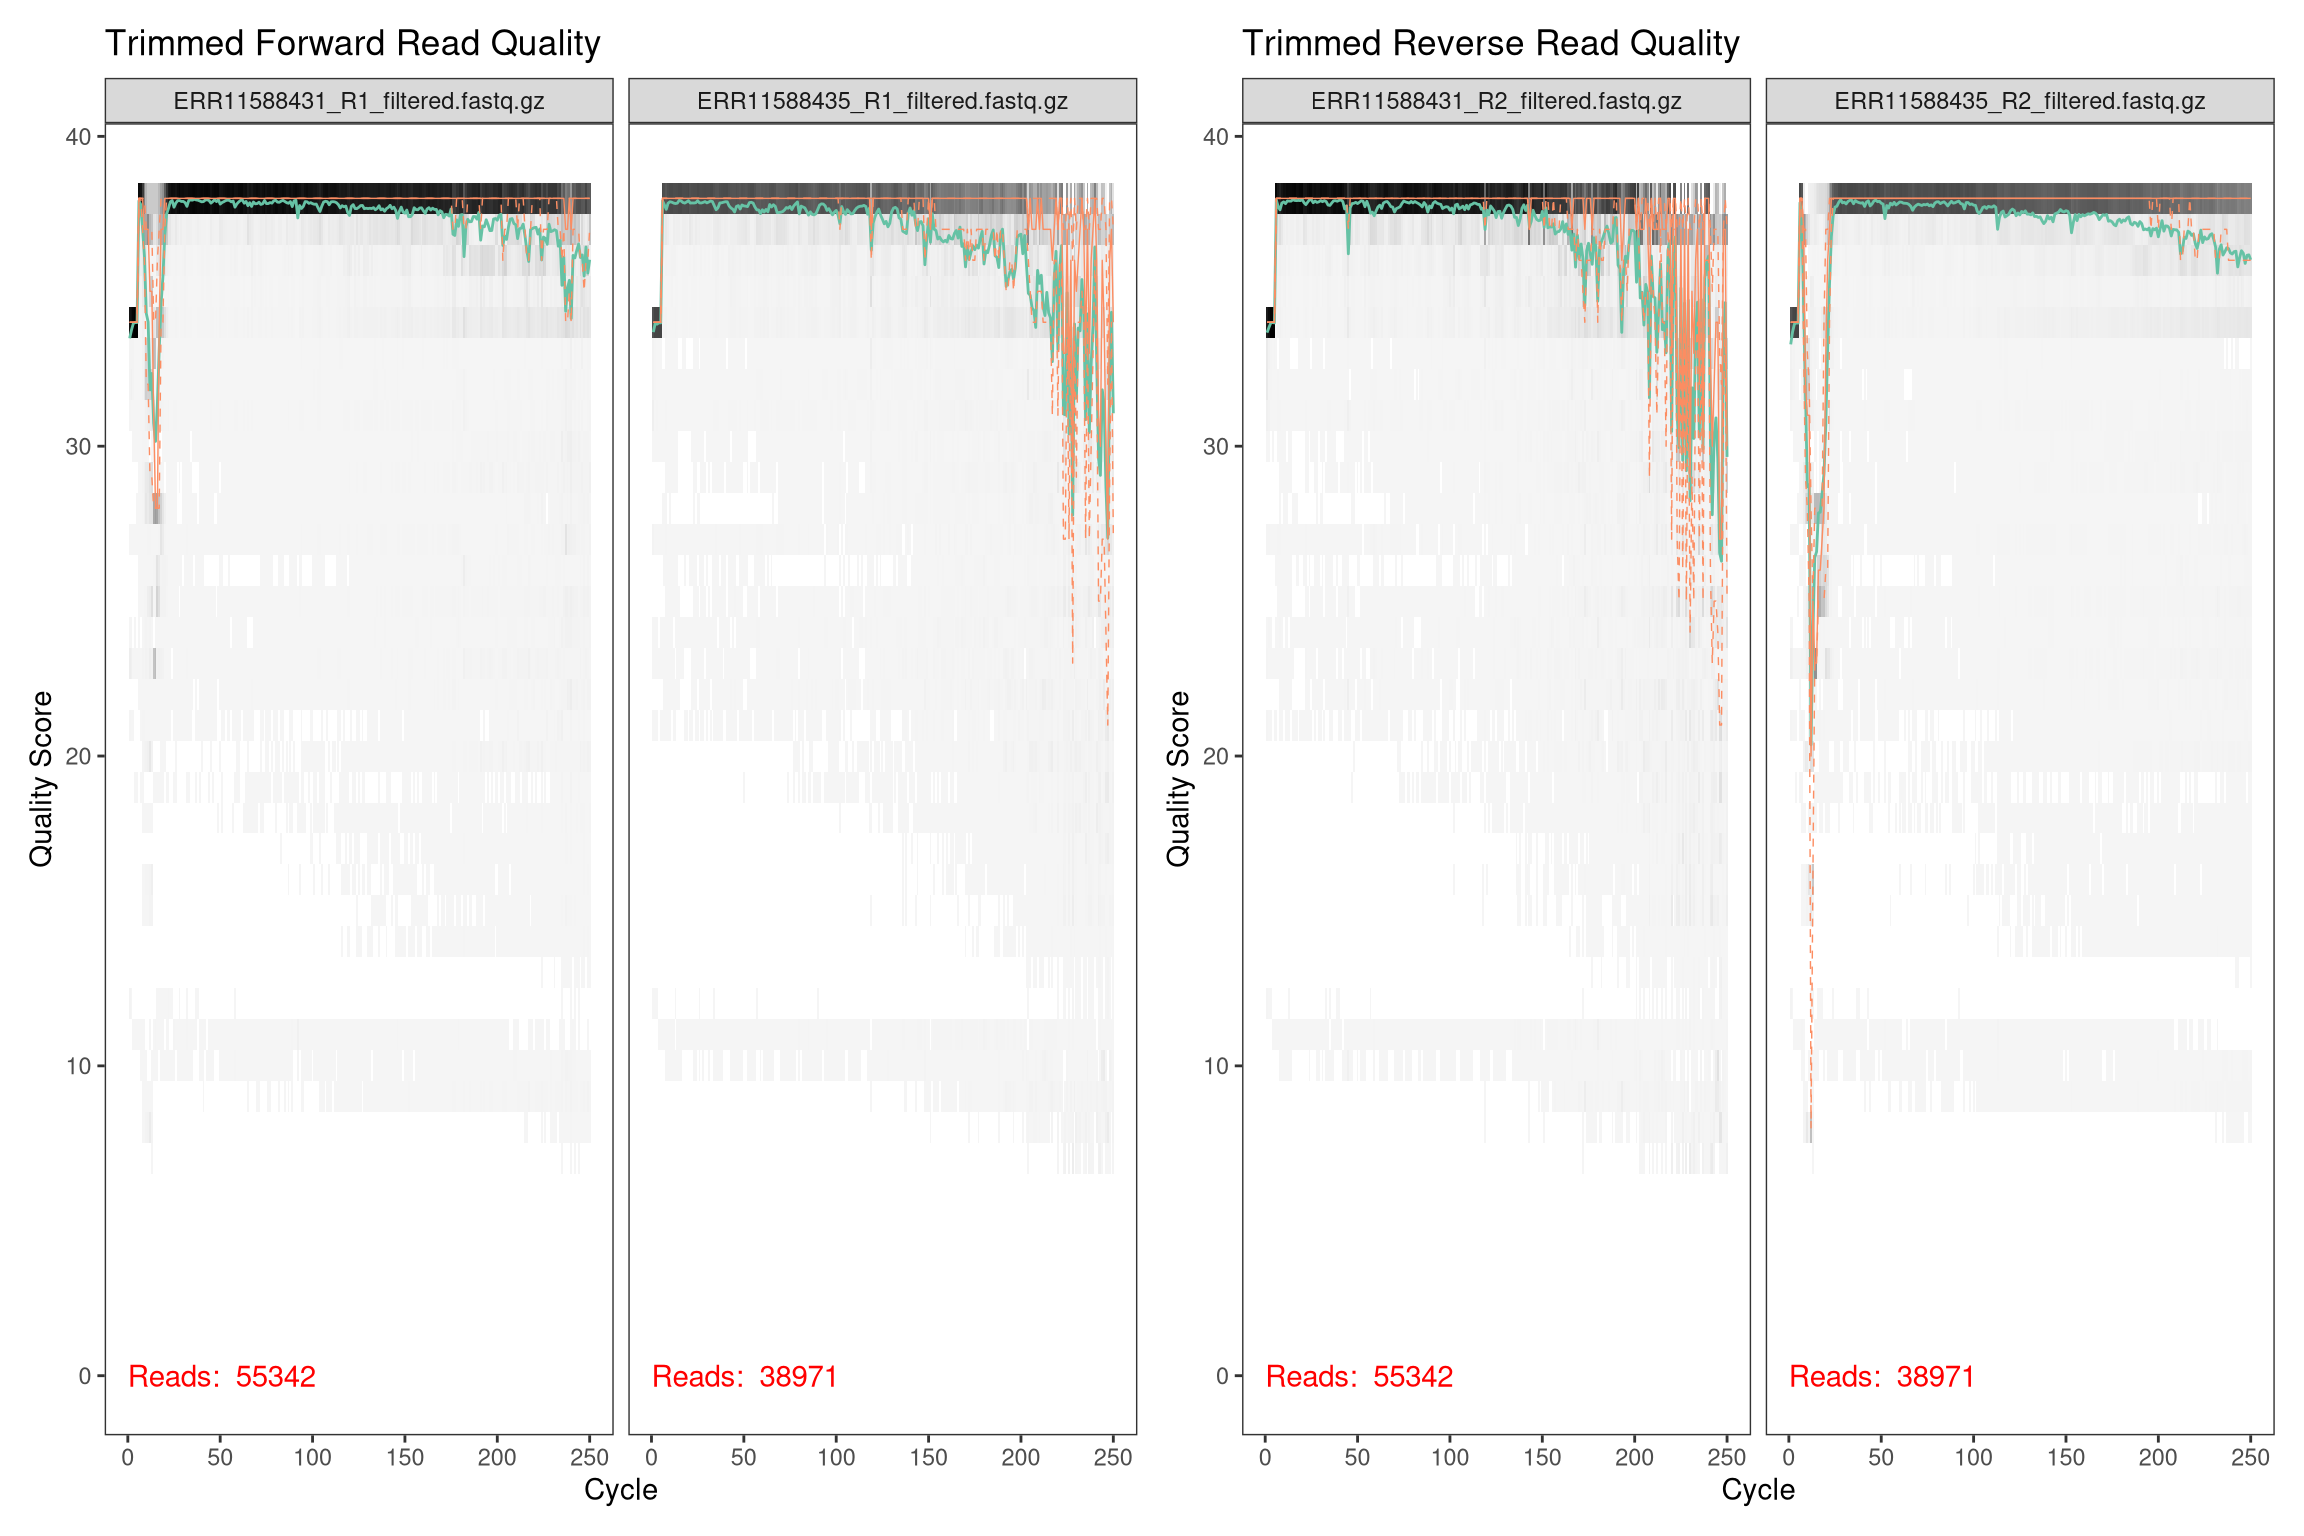 Trimmed Forward Read Quality
ERR11588431_R1_filtered.fastq.gz
ERR11588435_R1_filtered.fastq.gz
40
30
20
10
0
Quality Score
Reads: 55342
Reads: 38971
0 50 100 150 200 250
0 50 100 150 200 250
Cycle
Trimmed Reverse Read Quality
ERR11588431_R2_filtered.fastq.gz
ERR11588435_R2_filtered.fastq.gz
40
30
20
10
0
Quality Score
Reads: 55342
Reads: 38971
0 50 100 150 200 250
0 50 100 150 200 250
Cycle